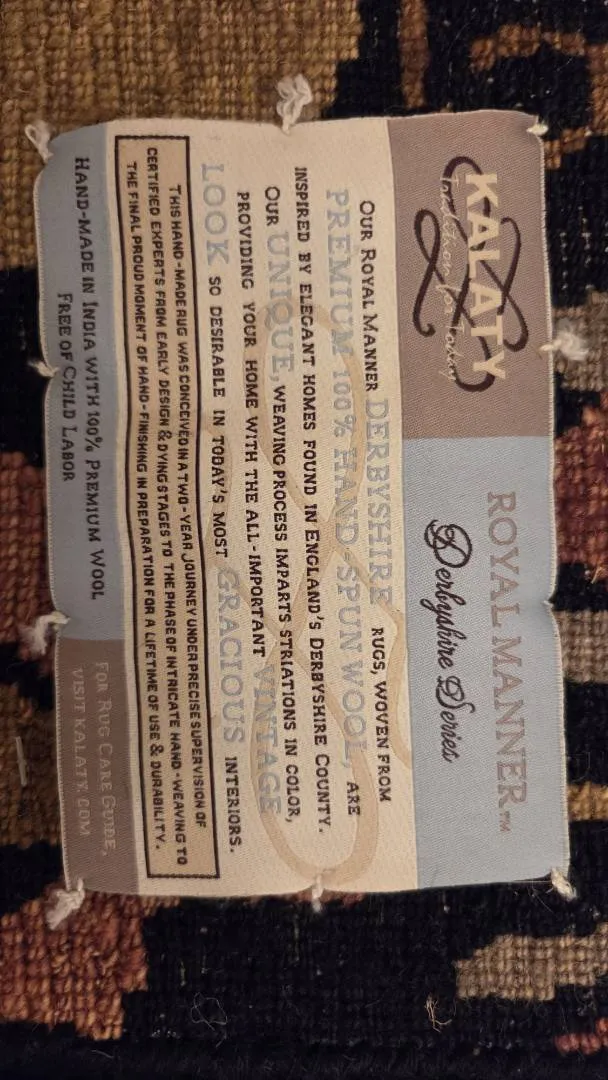 KALATY
Tradition for Today
ROYAL MANNER™
Derbyshire Series
OUR ROYAL MANNER DERBYSHIRE RUGS, WOVEN FROM
PREMIUM 100% HAND-SPUN WOOL, ARE
INSPIRED BY ELEGANT HOMES FOUND IN ENGLAND'S DERBYSHIRE COUNTY.
OUR UNIQUE, WEAVING PROCESS IMPARTS STRIATIONS IN COLOR,
PROVIDING YOUR HOME WITH THE ALL-IMPORTANT VINTAGE
LOOK SO DESIRABLE IN TODAY'S MOST GRACIOUS INTERIORS.
THIS HAND-MADE RUG WAS CONCEIVED IN A TWO-YEAR JOURNEY UNDER PRECISE SUPERVISION OF
CERTIFIED EXPERTS FROM EARLY DESIGN & DYING STAGES TO THE PHASE OF INTRICATE HAND-WEAVING TO
THE FINAL PROUD MOMENT OF HAND-FINISHING IN PREPARATION FOR A LIFETIME OF USE & DURABILITY.
HAND-MADE IN INDIA WITH 100% PREMIUM WOOL
FREE OF CHILD LABOR
FOR RUG CARE GUIDE,
VISIT KALATY.COM